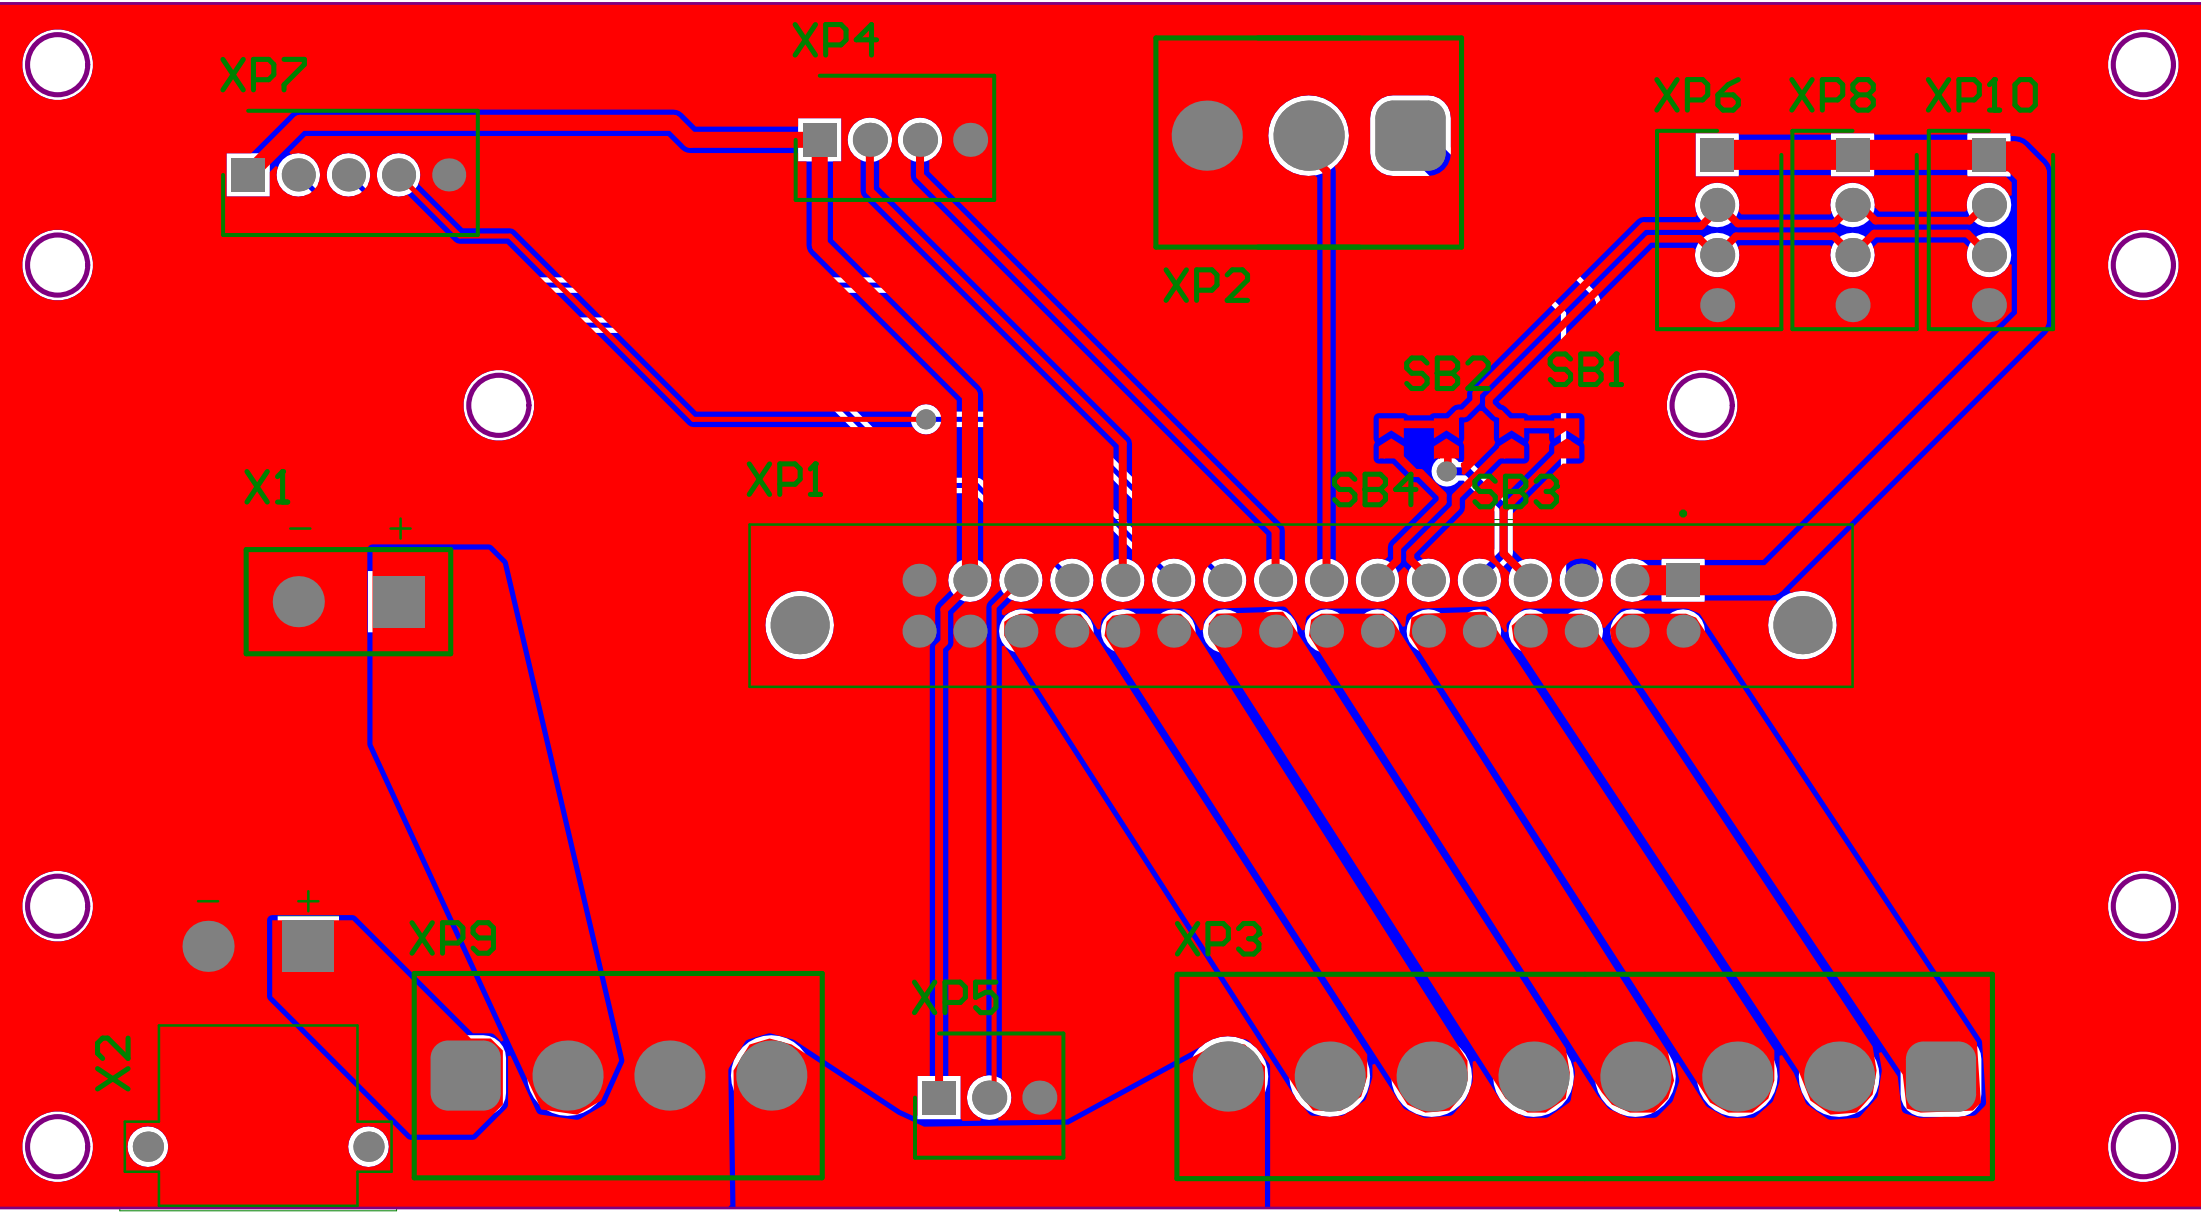 XP7
XP4
XP2
XP6
XP8
XP10
SB2
SB1
X1
- +
XP1
SB4
SB3
- +
XP9
XP5
XP3
X2